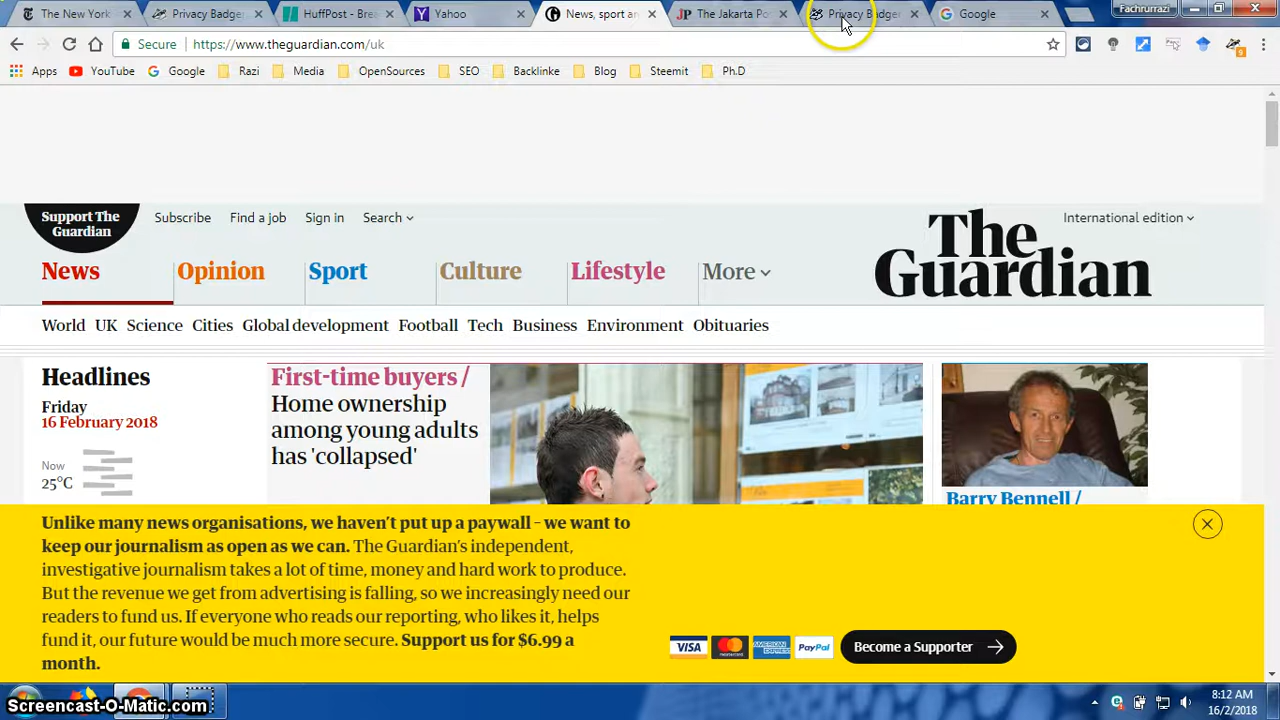 The New York
Privacy Badge
HuffPost - Bre
Yahoo
News, sport an
The Jakarta Po
Privacy Badge
Google
Fachrurrazi
Secure
https://www.theguardian.com/uk
Apps
YouTube
Google
Razi
Media
OpenSources
SEO
Backlinke
Blog
Steemit
Ph.D
Support The
Guardian
Subscribe
Find a job
Sign in
Search
International edition
The
Guardian
News
Opinion
Sport
Culture
Lifestyle
More
World UK Science Cities Global development Football Tech Business Environment Obituaries
Headlines
Friday
16 February 2018
Now
25°C
First-time buyers /
Home ownership
among young adults
has 'collapsed'
Barry Bennell /
Unlike many news organisations, we haven't put up a paywall – we want to
keep our journalism as open as we can. The Guardian's independent,
investigative journalism takes a lot of time, money and hard work to produce.
But the revenue we get from advertising is falling, so we increasingly need our
readers to fund us. If everyone who reads our reporting, who likes it, helps
fund it, our future would be much more secure. Support us for $6.99 a
month.
VISA
PayPal
Become a Supporter
Screencast-O-Matic.com
8:12 AM
16/2/2018